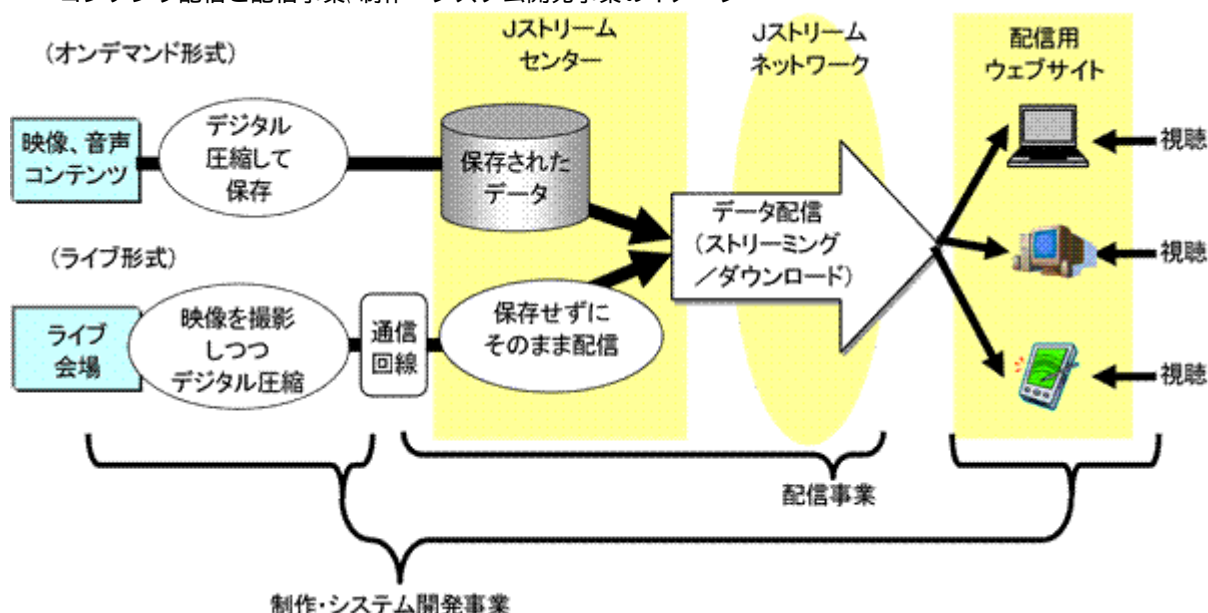 (オンデマンド形式)
Jストリーム
センター
Jストリーム
ネットワーク
配信用
ウェブサイト
映像、音声
コンテンツ
デジタル
圧縮して
保存
保存された
データ
視聴
データ配信
(ストリーミング
/ダウンロード)
視聴
(ライブ形式)
ライブ
会場
映像を撮影
しつつ
デジタル圧縮
通信
回線
保存せずに
そのまま配信
視聴
配信事業
制作・システム開発事業